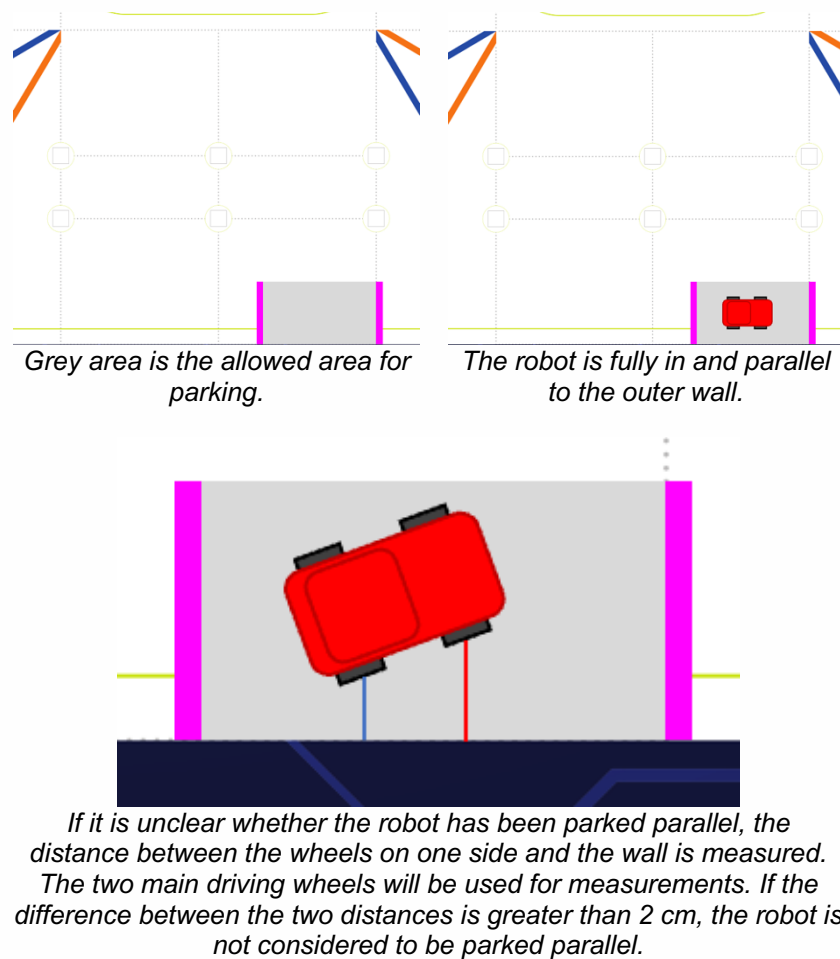 Grey area is the allowed area for
parking.
The robot is fully in and parallel
to the outer wall.
If it is unclear whether the robot has been parked parallel, the
distance between the wheels on one side and the wall is measured.
The two main driving wheels will be used for measurements. If the
difference between the two distances is greater than 2 cm, the robot is
not considered to be parked parallel.